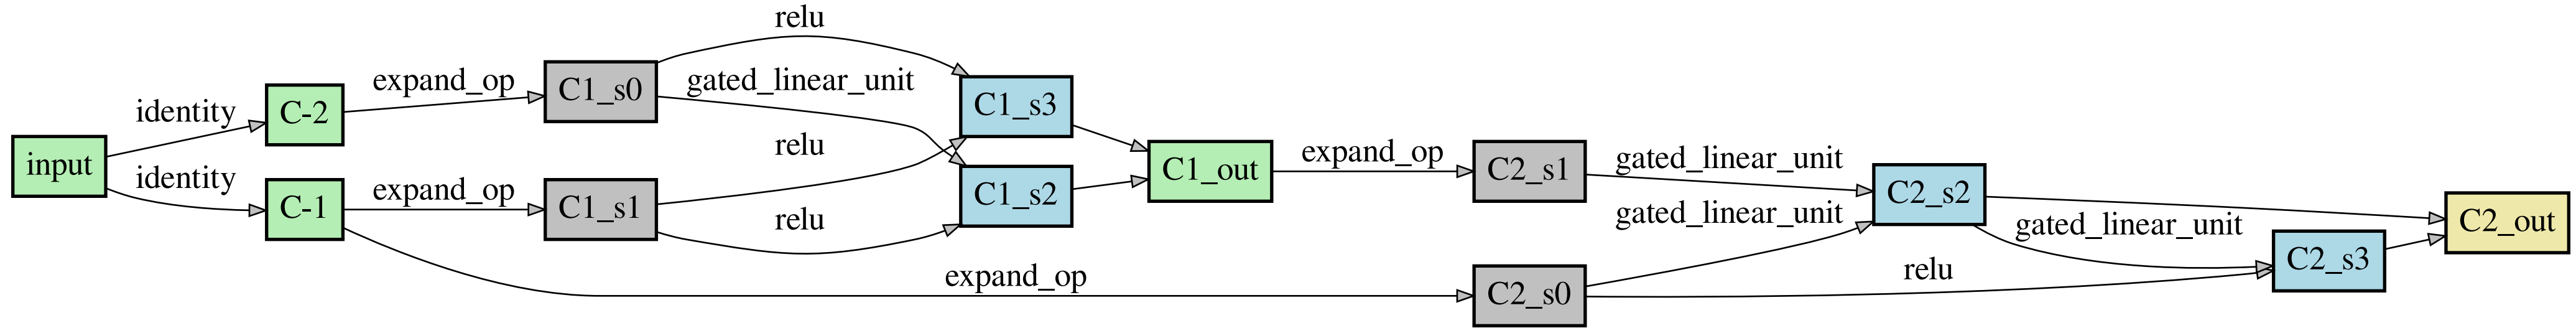 input
identity
identity
C-2
C-1
expand_op
expand_op
expand_op
C1_s0
C1_s1
relu
gated_linear_unit
relu
relu
C1_s3
C1_s2
C1_out
expand_op
C2_s1
C2_s0
gated_linear_unit
gated_linear_unit
C2_s2
gated_linear_unit
relu
C2_s3
C2_out